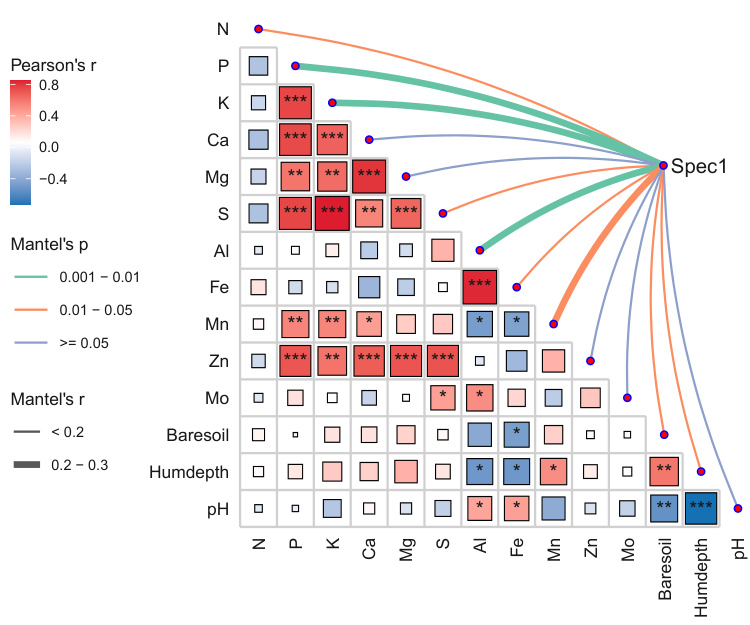 Pearson's r
0.8
0.4
0.0
−0.4
Mantel's p
0.001 − 0.01
0.01 − 0.05
>= 0.05
Mantel's r
< 0.2
0.2 − 0.3
N
P
K ***
Ca *** ***
Mg ** ** ***
S *** *** ** ***
Al
Fe ***
Mn ** ** * * *
Zn *** ** *** *** ***
Mo * *
Baresoil *
Humdepth * * * **
pH * * ** ***
Spec1
N P K Ca Mg S Al Fe Mn Zn Mo Baresoil Humdepth pH